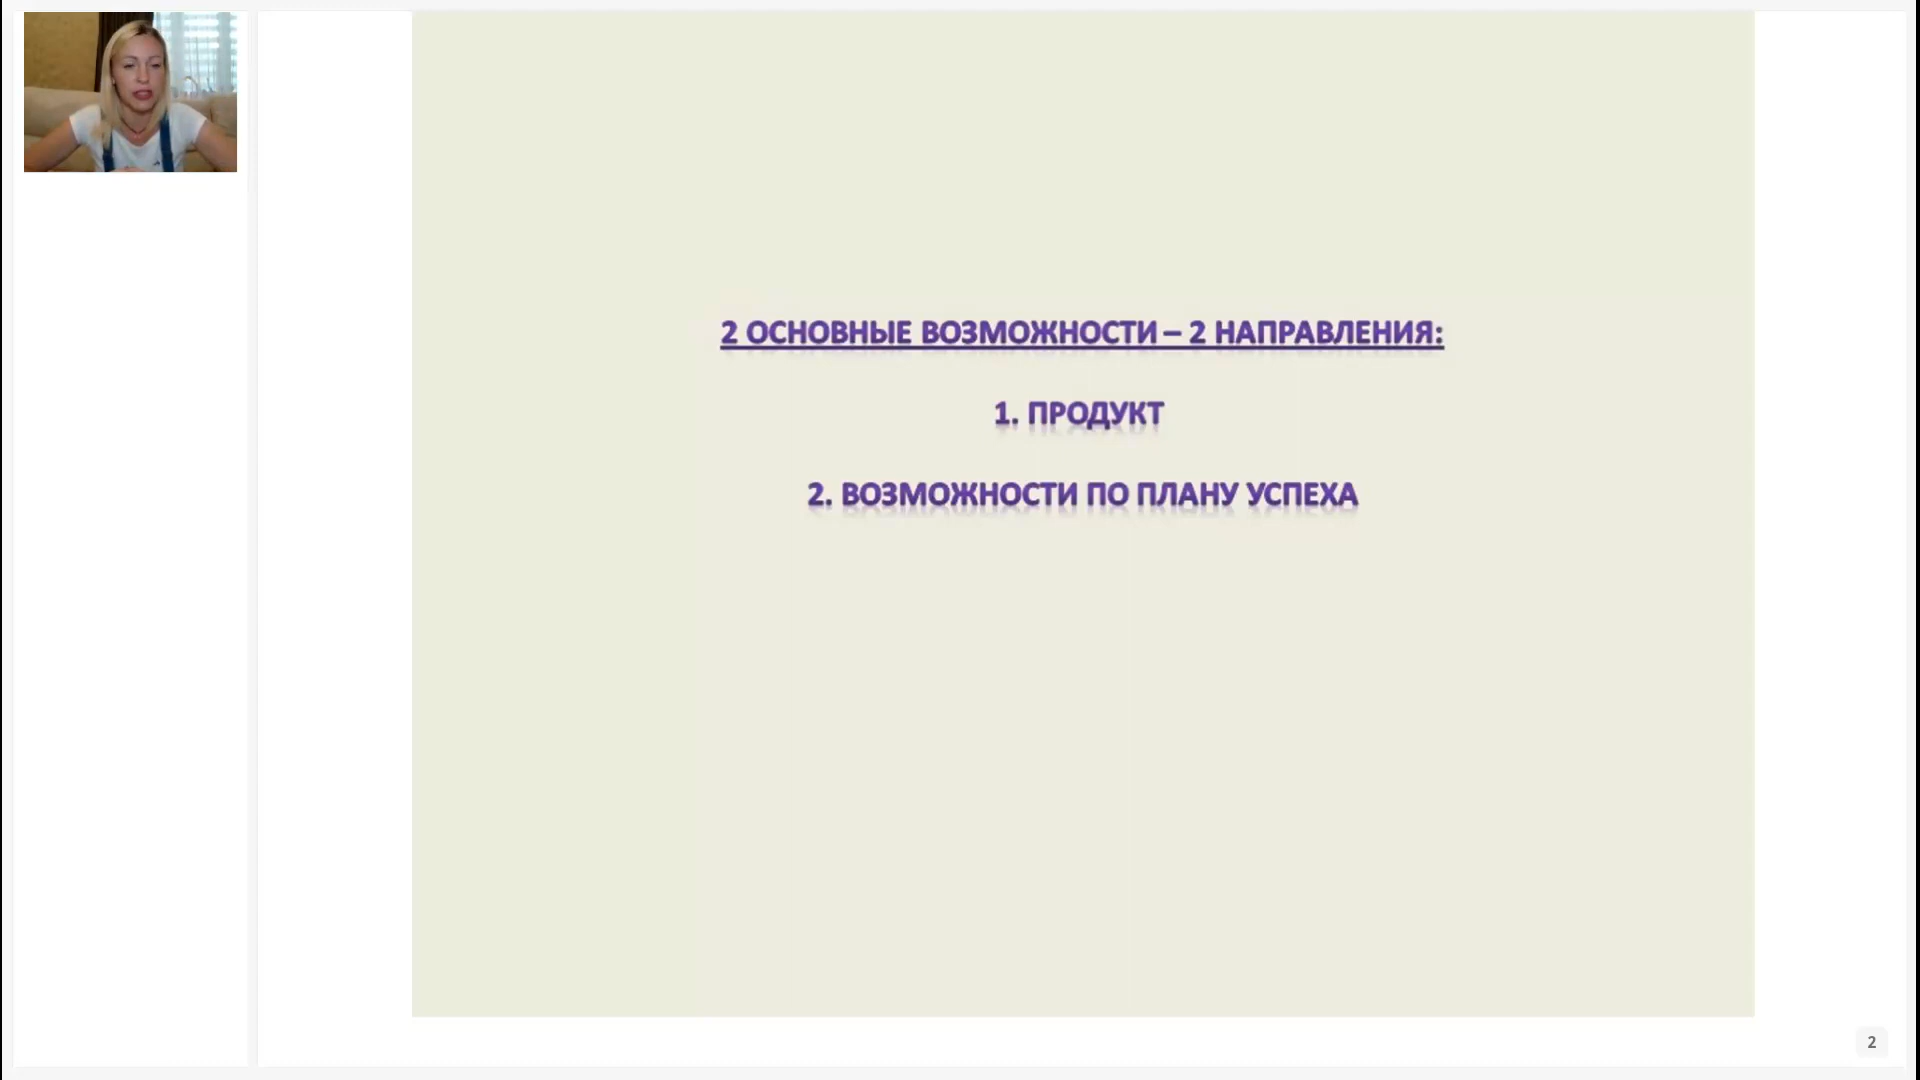 2 ОСНОВНЫЕ ВОЗМОЖНОСТИ – 2 НАПРАВЛЕНИЯ:
1. ПРОДУКТ
2. ВОЗМОЖНОСТИ ПО ПЛАНУ УСПЕХА
2